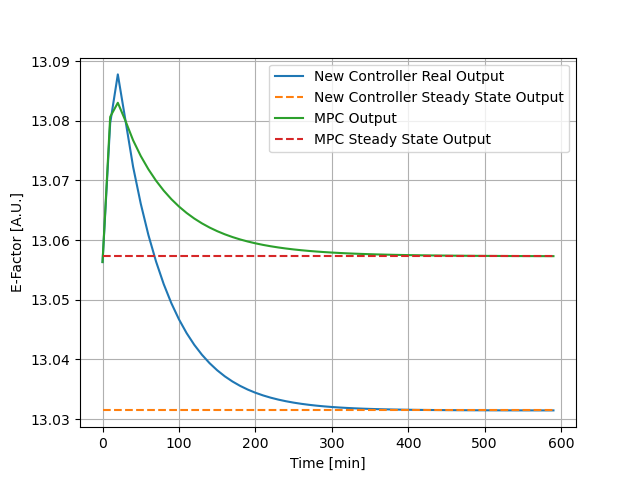 13.09
13.08
13.07
13.06
13.05
13.04
13.03
E-Factor [A.U.]
New Controller Real Output
New Controller Steady State Output
MPC Output
MPC Steady State Output
0 100 200 300 400 500 600
Time [min]